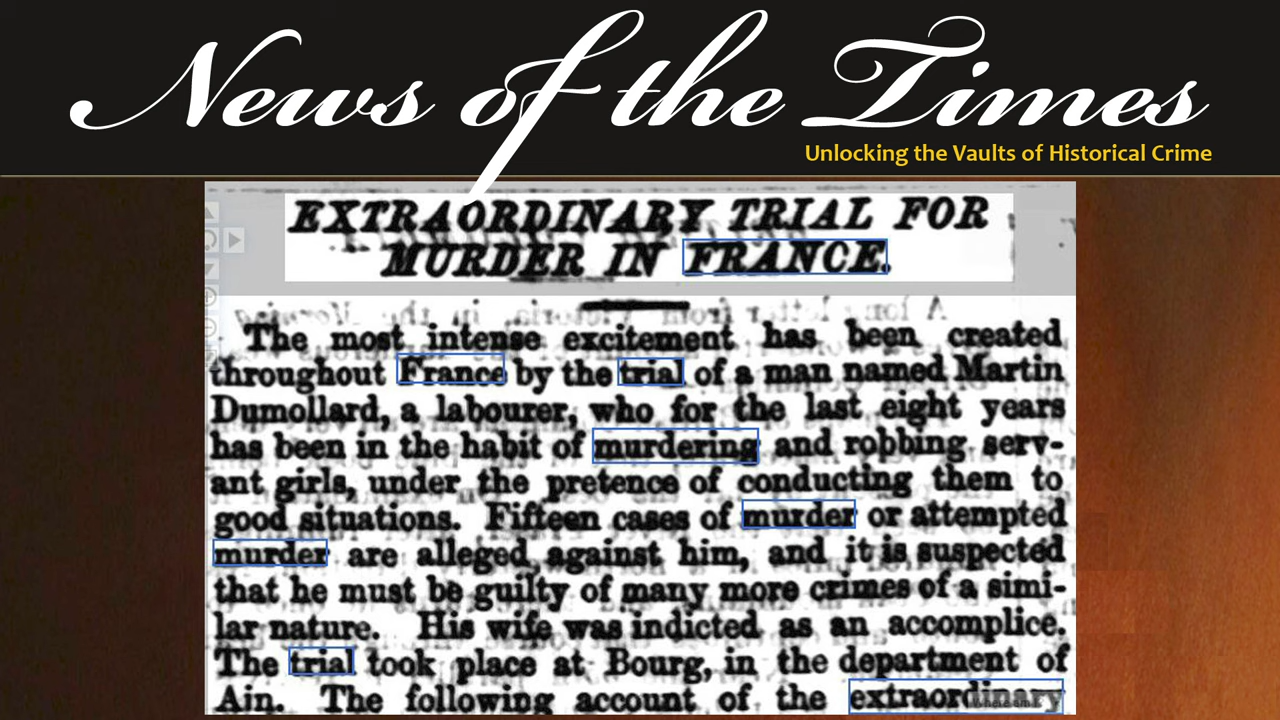 News of the Times
Unlocking the Vaults of Historical Crime
EXTRAORDINARY TRIAL FOR
MURDER IN FRANCE.
The most intense excitement has been created
throughout France by the trial of a man named Martin
Dumollard, a labourer, who for the last eight years
has been in the habit of murdering and robbing serv-
ant girls, under the pretence of conducting them to
good situations. Fifteen cases of murder or attempted
murder are alleged against him, and it is suspected
that he must be guilty of many more crimes of a simi-
lar nature. His wife was indicted as an accomplice.
The trial took place at Bourg, in the department of
Ain. The following account of the extraordinary